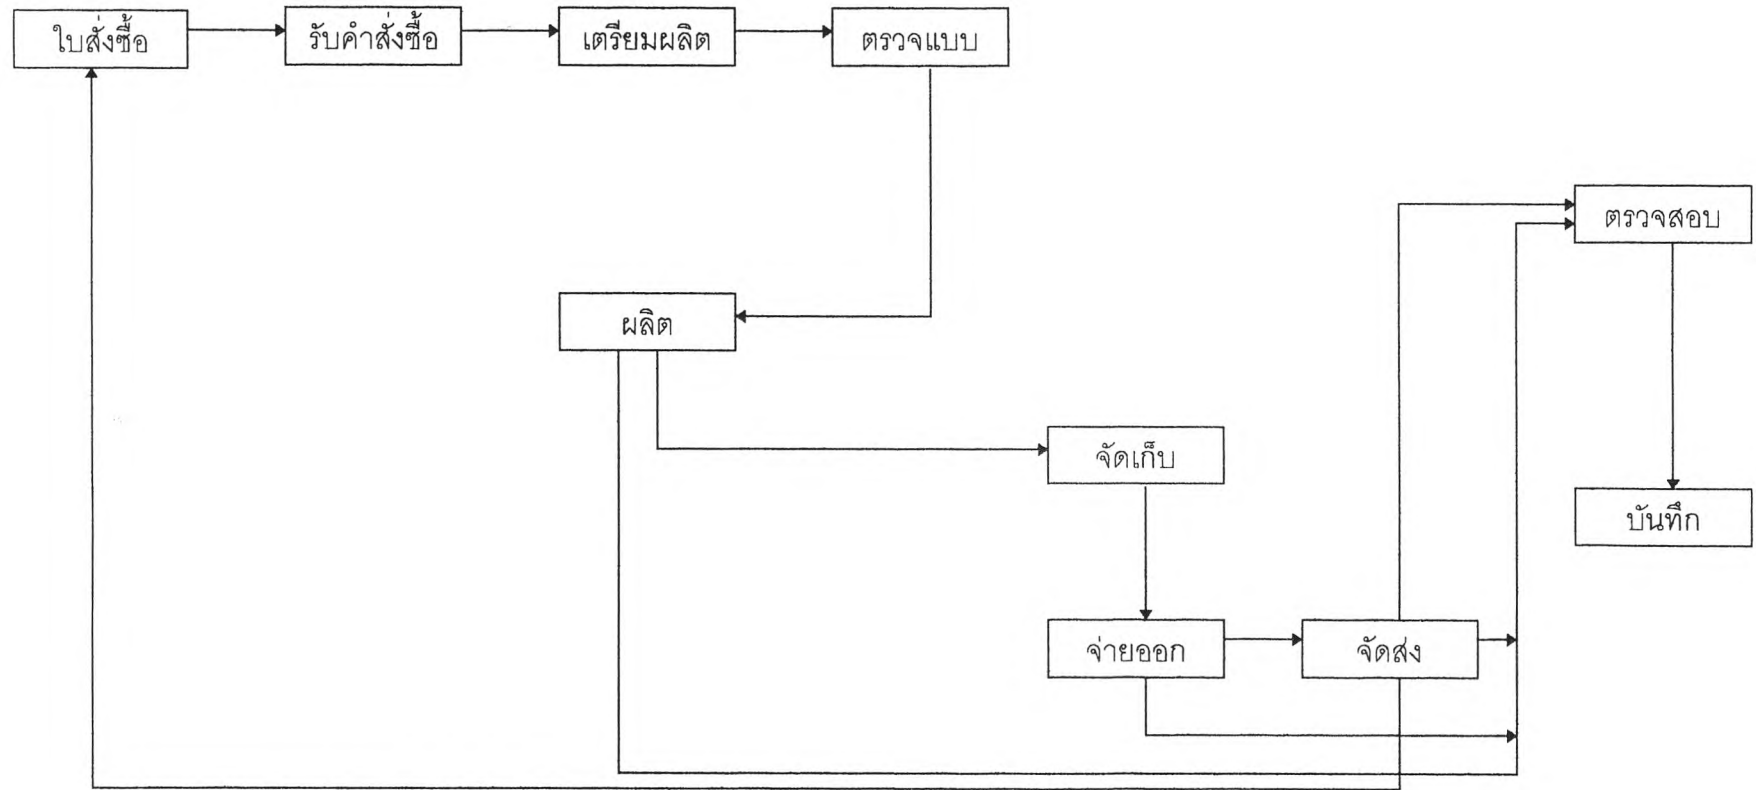 ใบสั่งซื้อ
รับคำสั่งซื้อ
เตรียมผลิต
ตรวจแบบ
ตรวจสอบ
ผลิต
จัดเก็บ
บันทึก
จ่ายออก
จัดส่ง